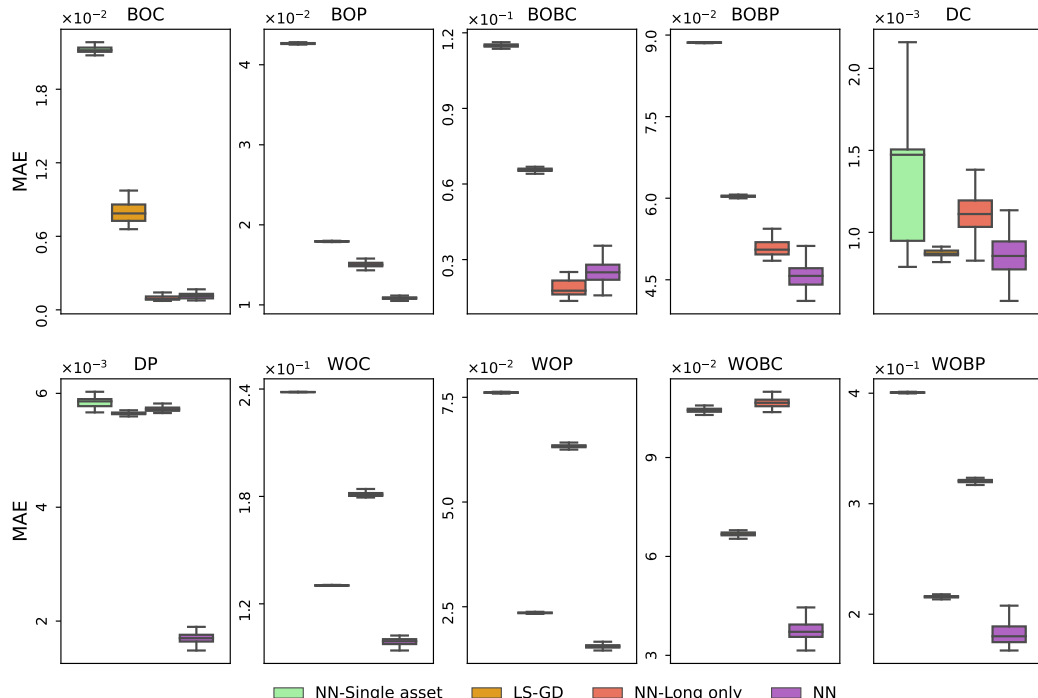 ×10⁻² BOC
×10⁻² BOP
×10⁻¹ BOBC
×10⁻² BOBP
×10⁻³ DC
MAE
1.8
1.2
0.6
0.0
4
3
2
1
1.2
0.9
0.6
0.3
9.0
7.5
6.0
4.5
2.0
1.5
1.0
×10⁻³ DP
×10⁻¹ WOC
×10⁻² WOP
×10⁻² WOBC
×10⁻¹ WOBP
MAE
6
4
2
2.4
1.8
1.2
7.5
5.0
2.5
9
6
3
4
3
2
NN-Single asset
LS-GD
NN-Long only
NN